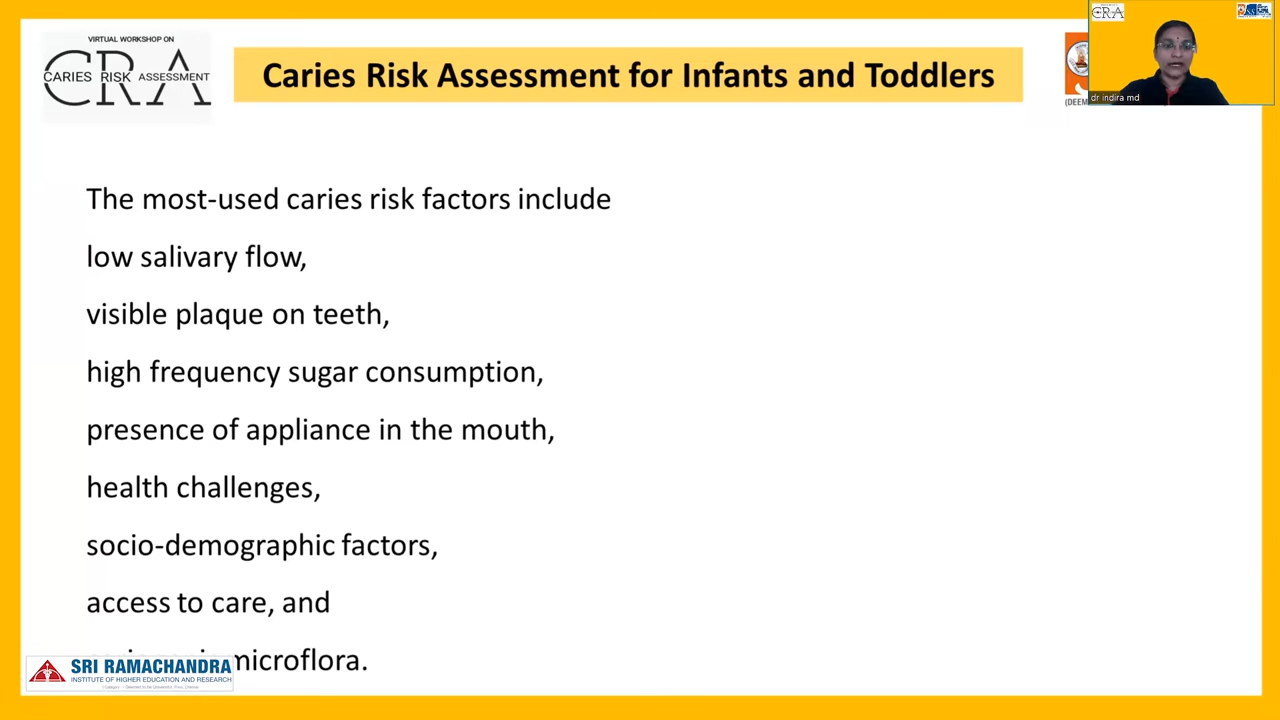 VIRTUAL WORKSHOP ON
CRA
CARIES RISK ASSESSMENT
Caries Risk Assessment for Infants and Toddlers
CRA
(DEEM
dr indira md
The most-used caries risk factors include
low salivary flow,
visible plaque on teeth,
high frequency sugar consumption,
presence of appliance in the mouth,
health challenges,
socio-demographic factors,
access to care, and
microflora.
SRI RAMACHANDRA
INSTITUTE OF HIGHER EDUCATION AND RESEARCH